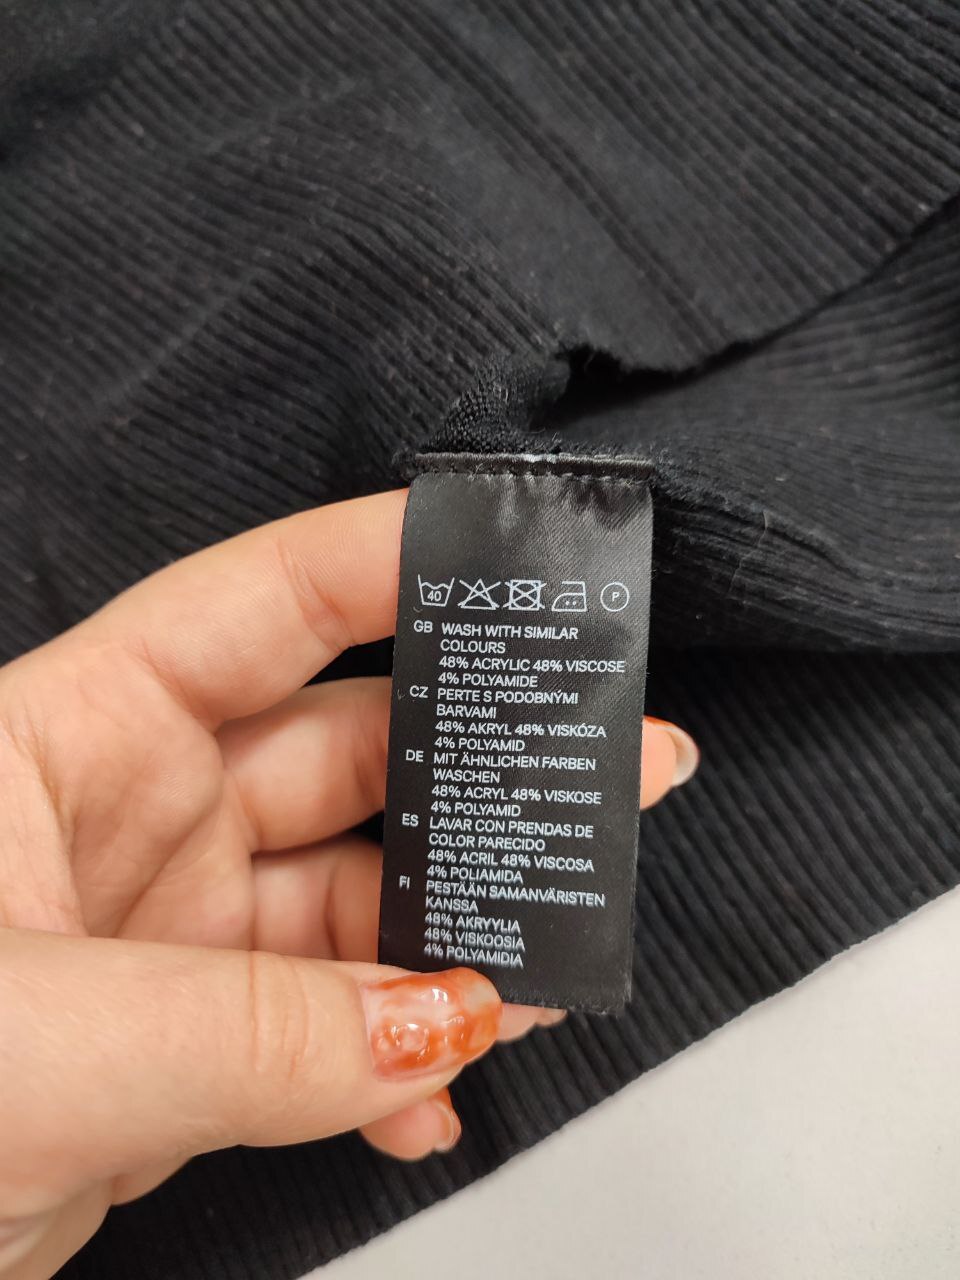 40 P
GB WASH WITH SIMILAR
COLOURS
48% ACRYLIC 48% VISCOSE
4% POLYAMIDE
CZ PERTE S PODOBNÝMI
BARVAMI
48% AKRYL 48% VISKÓZA
4% POLYAMID
DE MIT ÄHNLICHEN FARBEN
WASCHEN
48% ACRYL 48% VISKOSE
4% POLYAMID
ES LAVAR CON PRENDAS DE
COLOR PARECIDO
48% ACRIL 48% VISCOSA
4% POLIAMIDA
FI PESTÄÄN SAMANVÄRISTEN
KANSSA
48% AKRYYLIA
48% VISKOOSIA
4% POLYAMIDIA